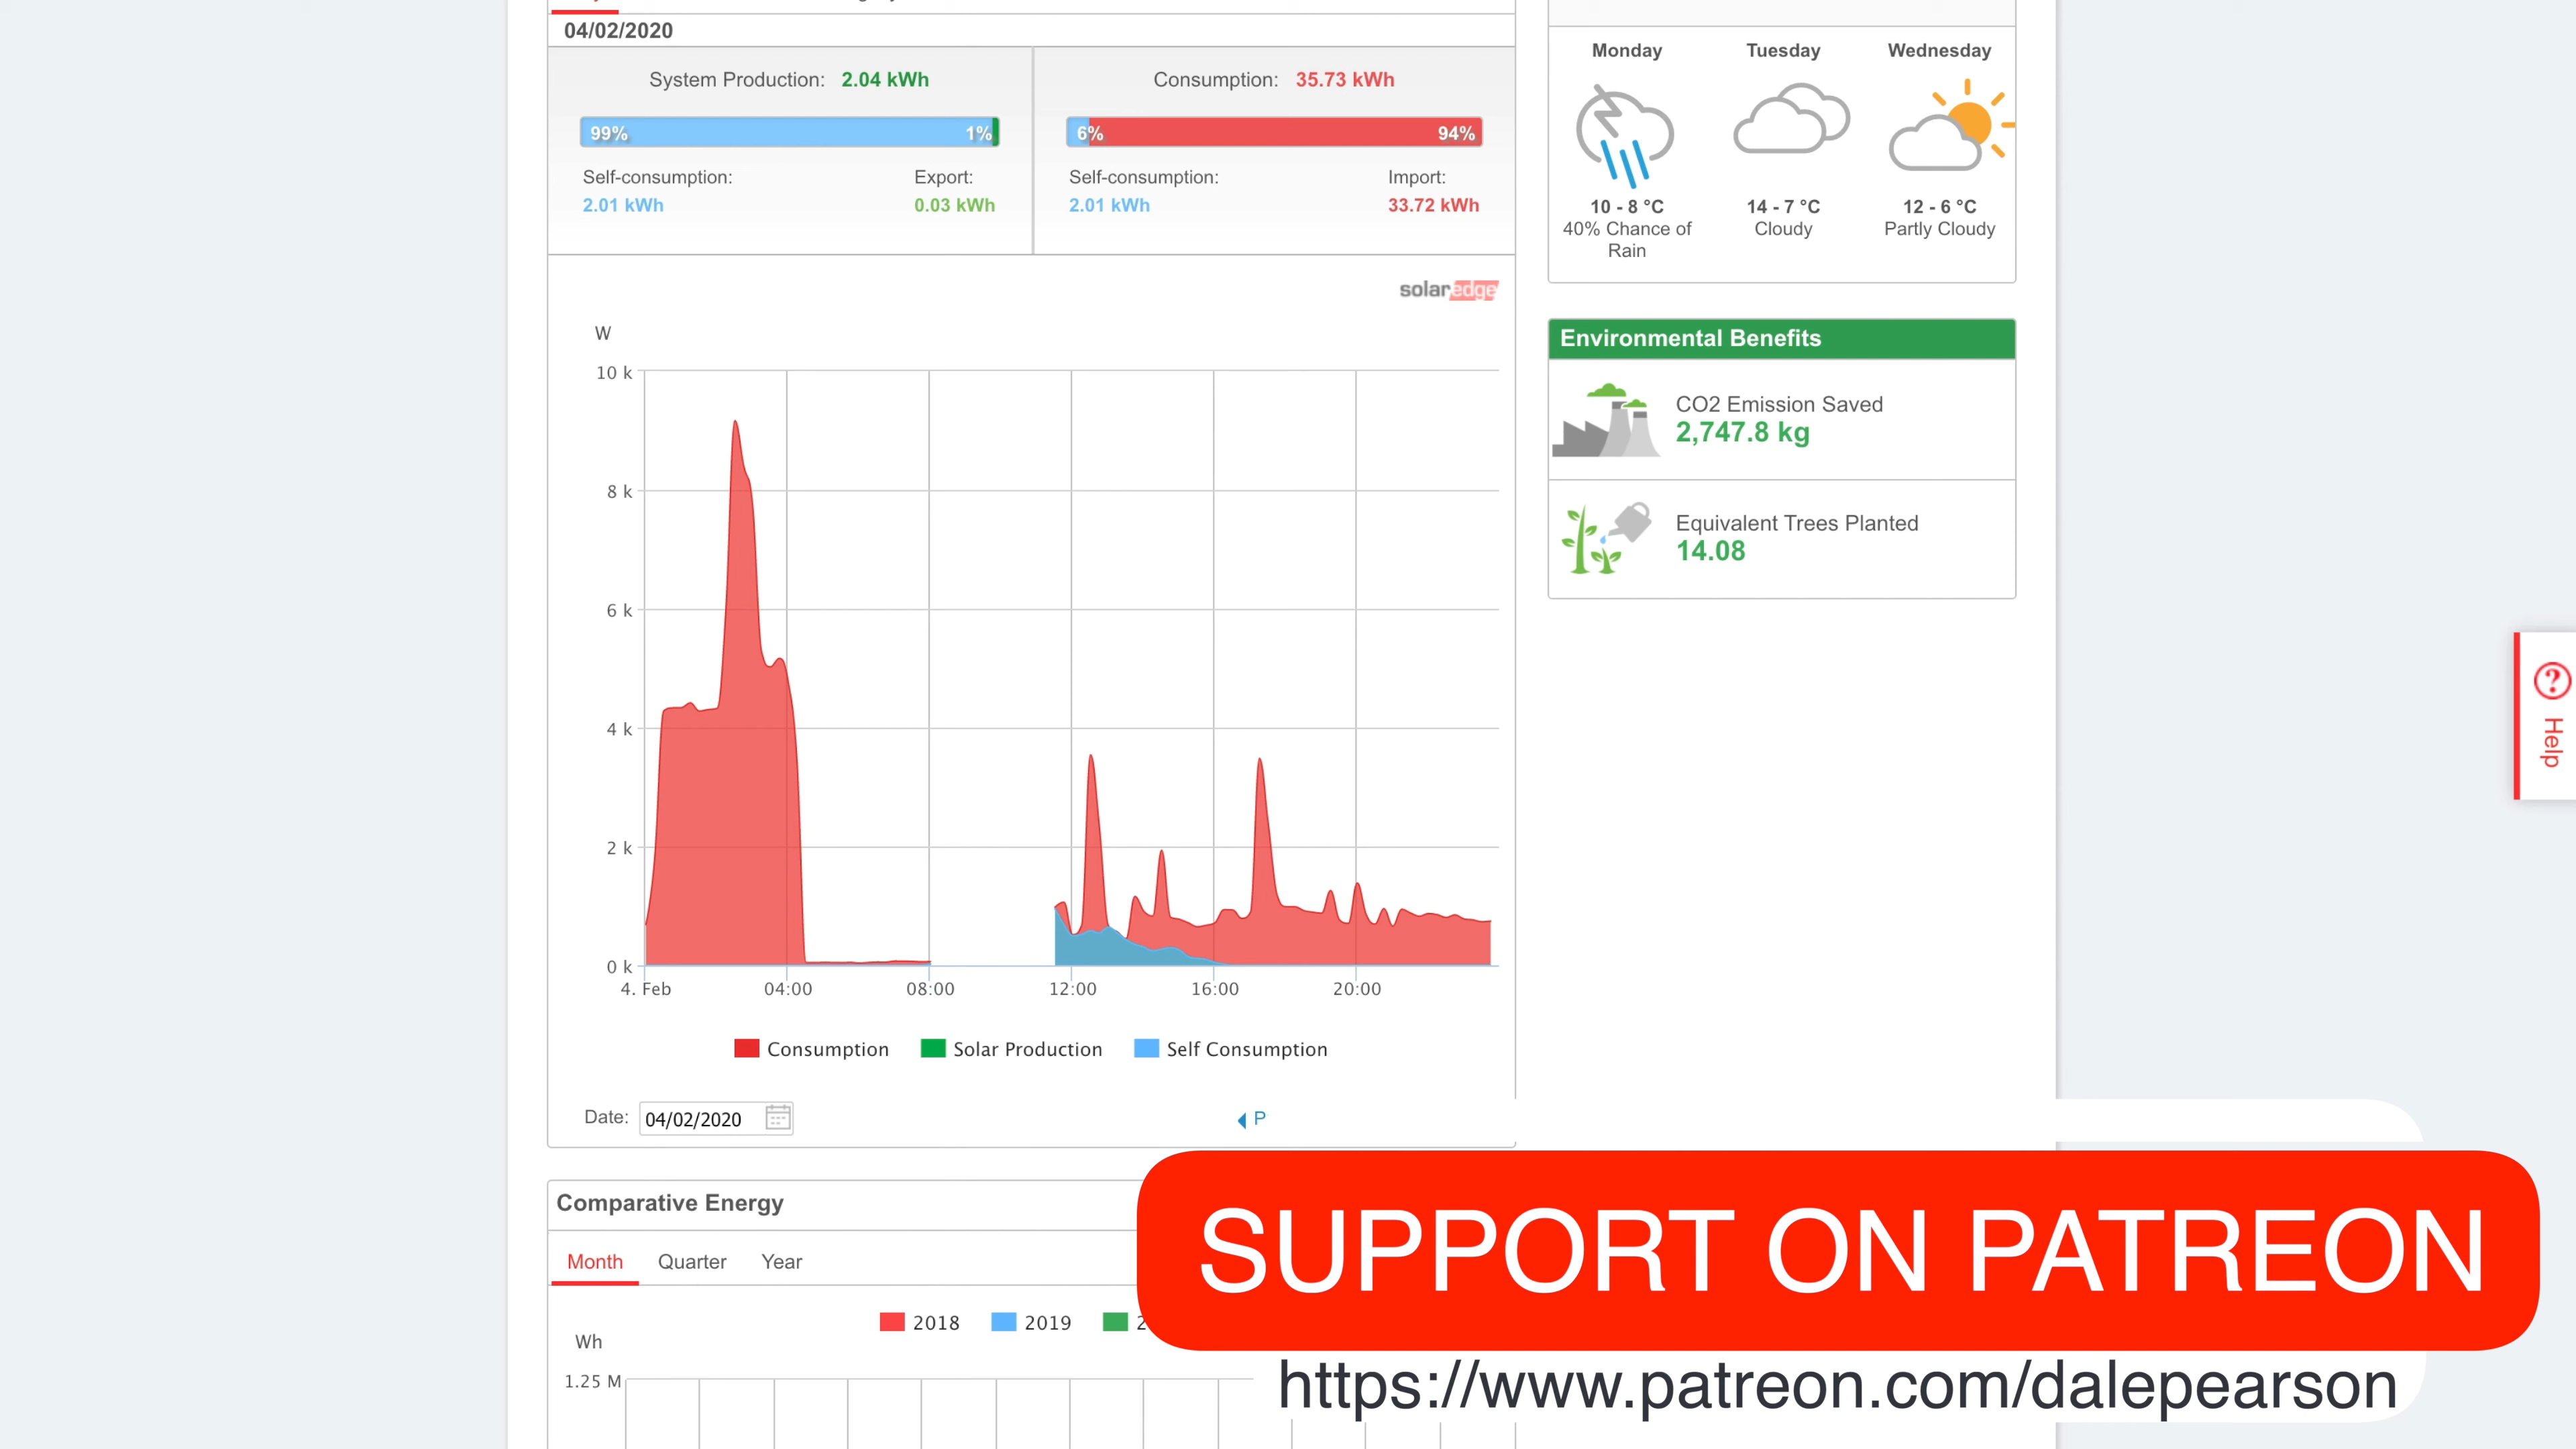 04/02/2020
System Production: 2.04 kWh
99% 1%
Self-consumption: Export:
2.01 kWh 0.03 kWh
Consumption: 35.73 kWh
6% 94%
Self-consumption: Import:
2.01 kWh 33.72 kWh
solaredge
W
10 k
8 k
6 k
4 k
2 k
0 k
4. Feb 04:00 08:00 12:00 16:00 20:00
Consumption Solar Production Self Consumption
Date: 04/02/2020
P
Comparative Energy
Month Quarter Year
2018 2019 2
Wh
1.25 M
Monday Tuesday Wednesday
10 - 8 °C 14 - 7 °C 12 - 6 °C
40% Chance of Cloudy Partly Cloudy
Rain
Environmental Benefits
CO2 Emission Saved
2,747.8 kg
Equivalent Trees Planted
14.08
? Help
SUPPORT ON PATREON
https://www.patreon.com/dalepearson